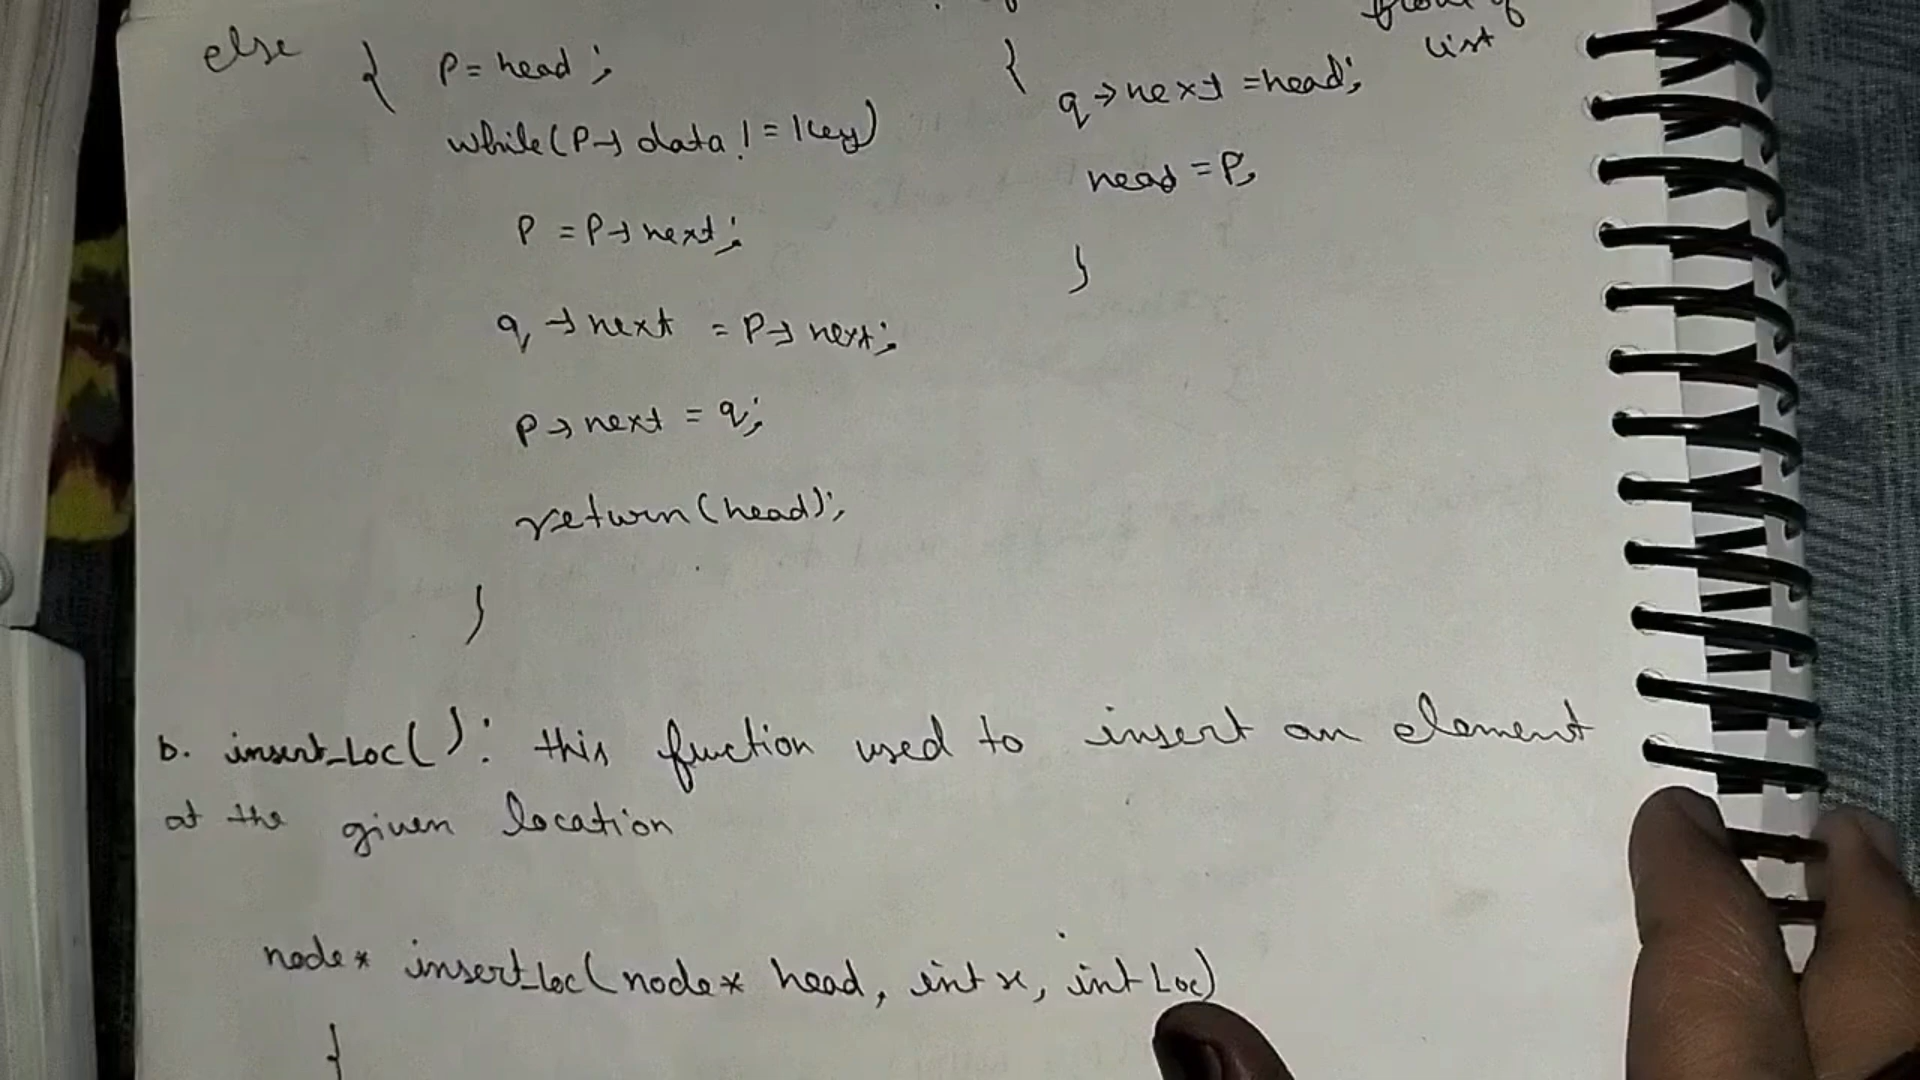 else { P = head;
while(P→data != key)
P = P→next;
q→next = P→next;
P→next = q;
return(head);
}
list
{
q→next = head;
head = P;
}
b. insert_Loc(): this function used to insert an element
at the given location
node* insert_loc(node* head, int x, int Loc)
{